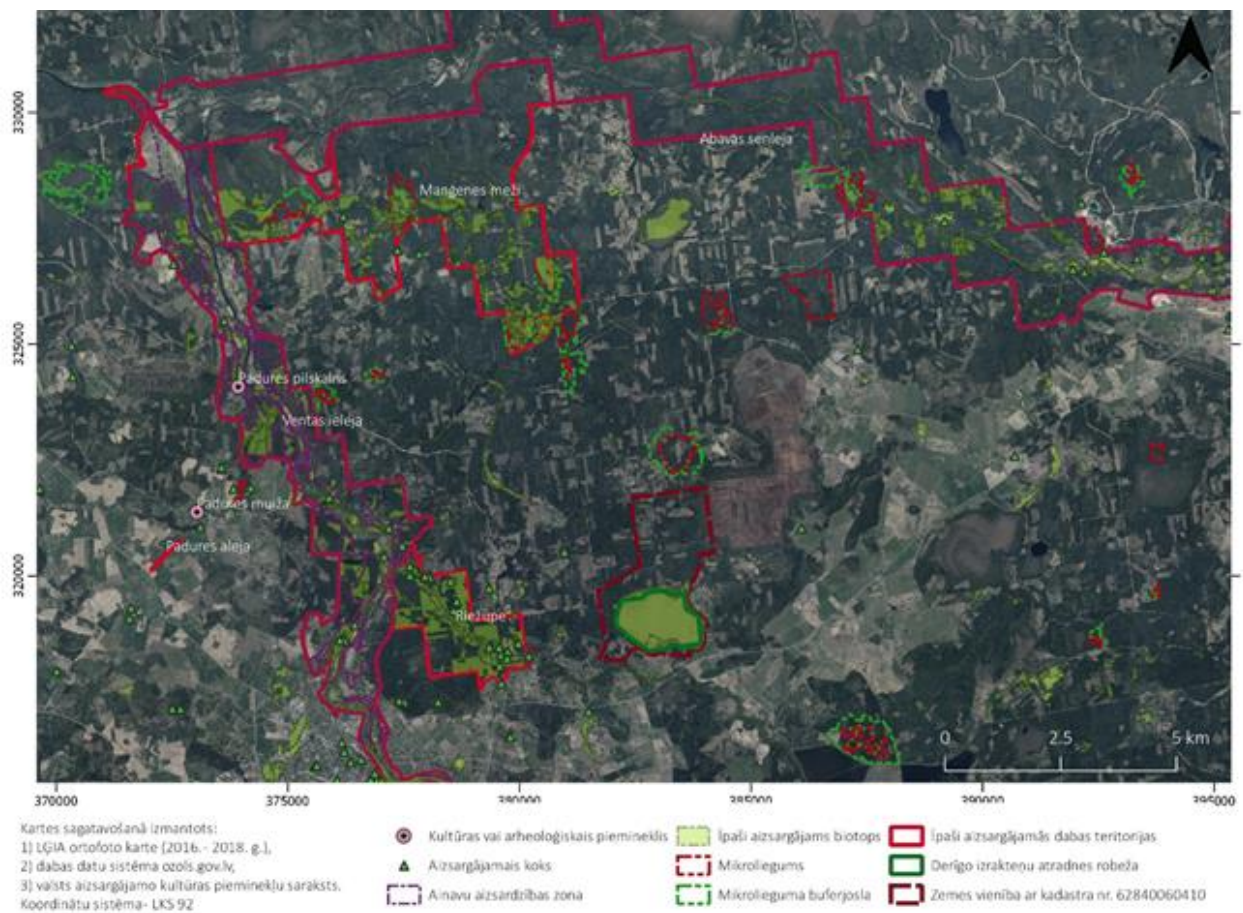 330000
325000
320000
Abavas senleja
Maņģenes meži
Padures pilskalns
Ventas ieleja
Padures muiža
Padures aleja
Riežupe
0 2.5 5 km
370000 375000 380000 385000 390000 395000
Kartes sagatavošanā izmantots:
1) LĢIA ortofoto karte (2016. - 2018. g.),
2) dabas datu sistēma ozols.gov.lv,
3) valsts aizsargājamo kultūras pieminekļu saraksts.
Koordinātu sistēma- LKS 92
Kultūras vai arheoloģiskais piemineklis
Aizsargājamais koks
Ainavu aizsardzības zona
Īpaši aizsargājams biotops
Mikroliegums
Mikrolieguma buferjosla
Īpaši aizsargājamās dabas teritorijas
Derīgo izrakteņu atradnes robeža
Zemes vienība ar kadastra nr. 62840060410